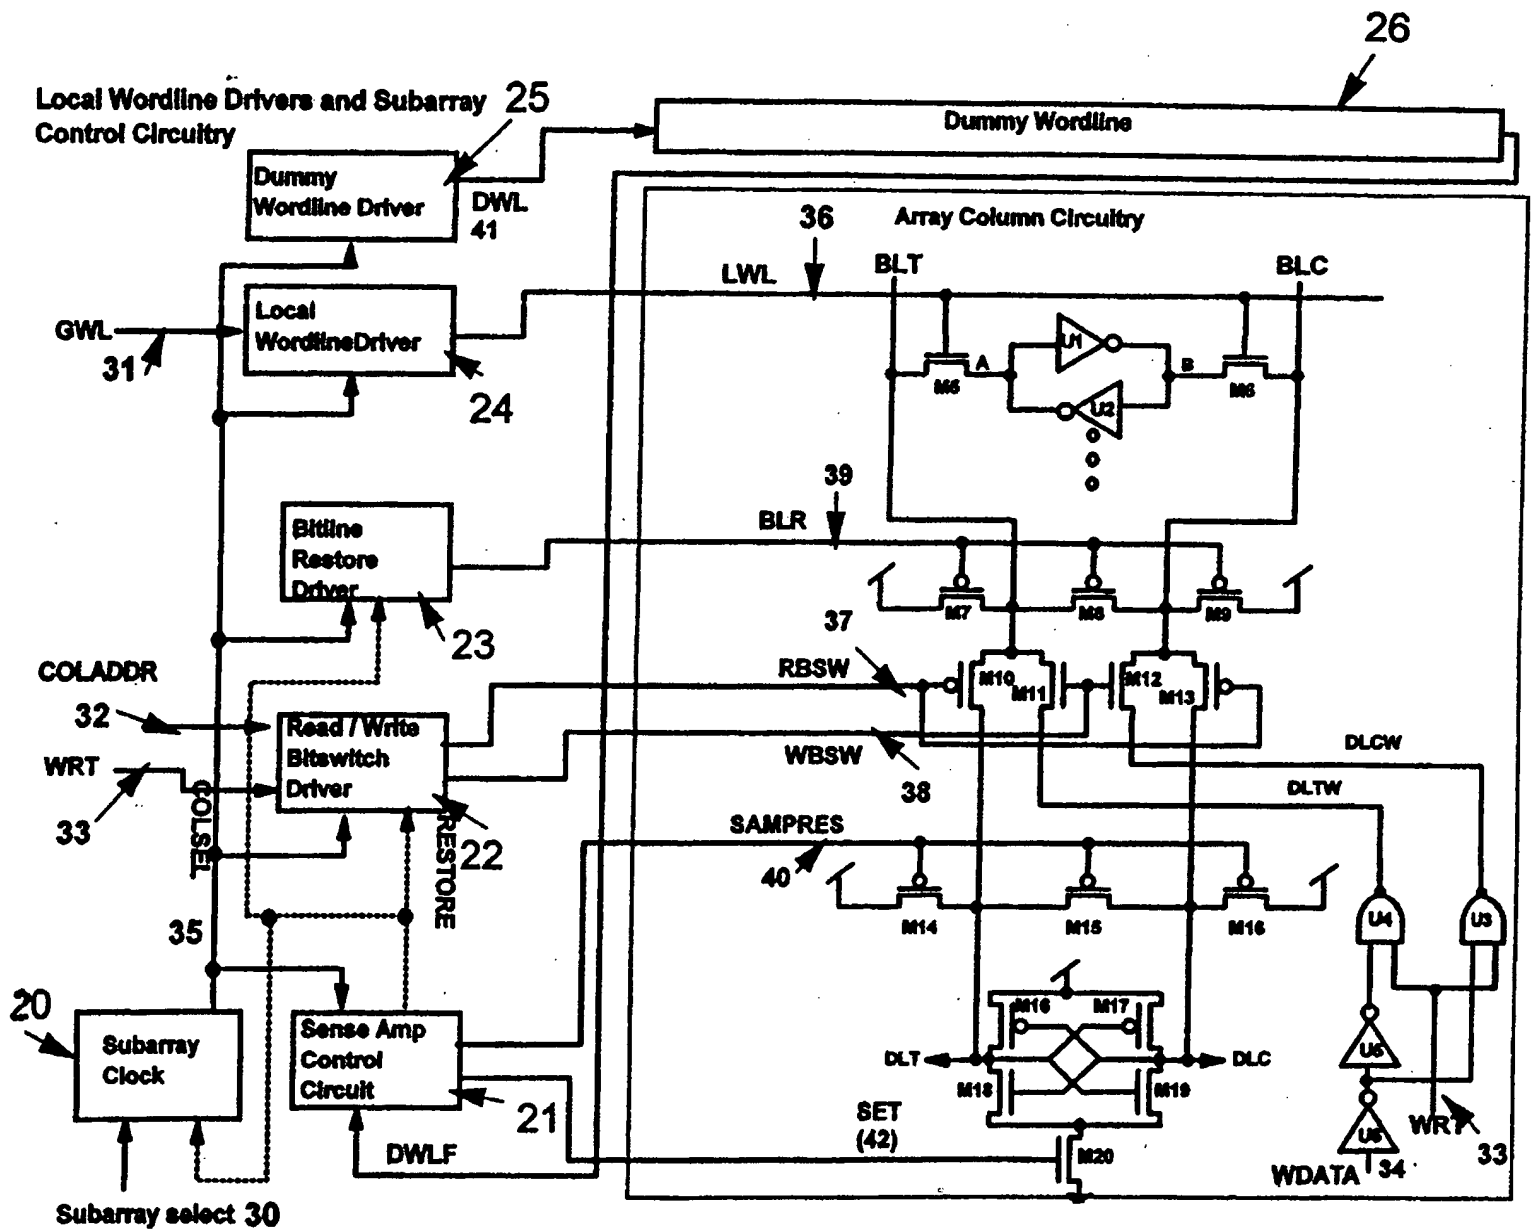 26
Local Wordline Drivers and Subarray
Control Circuitry
25
Dummy Wordline
Dummy
Wordline Driver
DWL
41
Array Column Circuitry
36
LWL
BLT
BLC
GWL
31
Local
WordlineDriver
24
U1
U2
M5
A
B
M6
39
BLR
Bitline
Restore
Driver
23
M7
M8
M9
37
COLADDR
32
RBSW
M10
M11
M12
M13
Read / Write
Bitswitch
Driver
WRT
33
WBSW
38
DLCW
DLTW
COLSEL
RESTORE
22
SAMPRES
40
M14
M15
M16
U4
U3
35
20
Subarray
Clock
Sense Amp
Control
Circuit
21
M16
M17
DLT
DLC
M18
M19
U5
SET
(42)
M20
DWLF
U6
WRT
33
WDATA
34
Subarray select 30